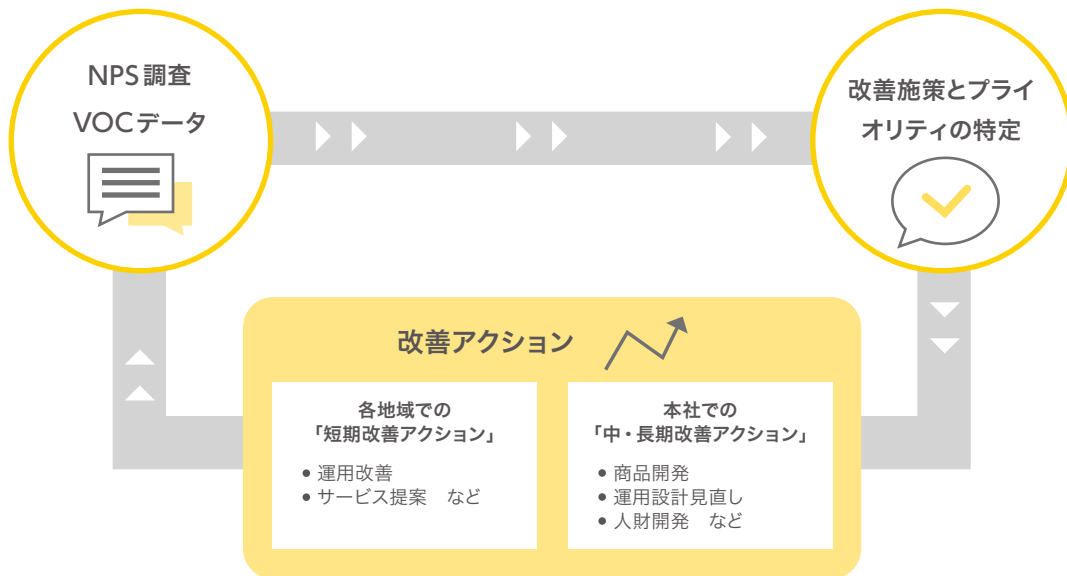 NPS調査
VOCデータ
改善施策とプライ
オリティの特定
改善アクション
各地域での
「短期改善アクション」
• 運用改善
• サービス提案　など
本社での
「中・長期改善アクション」
• 商品開発
• 運用設計見直し
• 人財開発　など